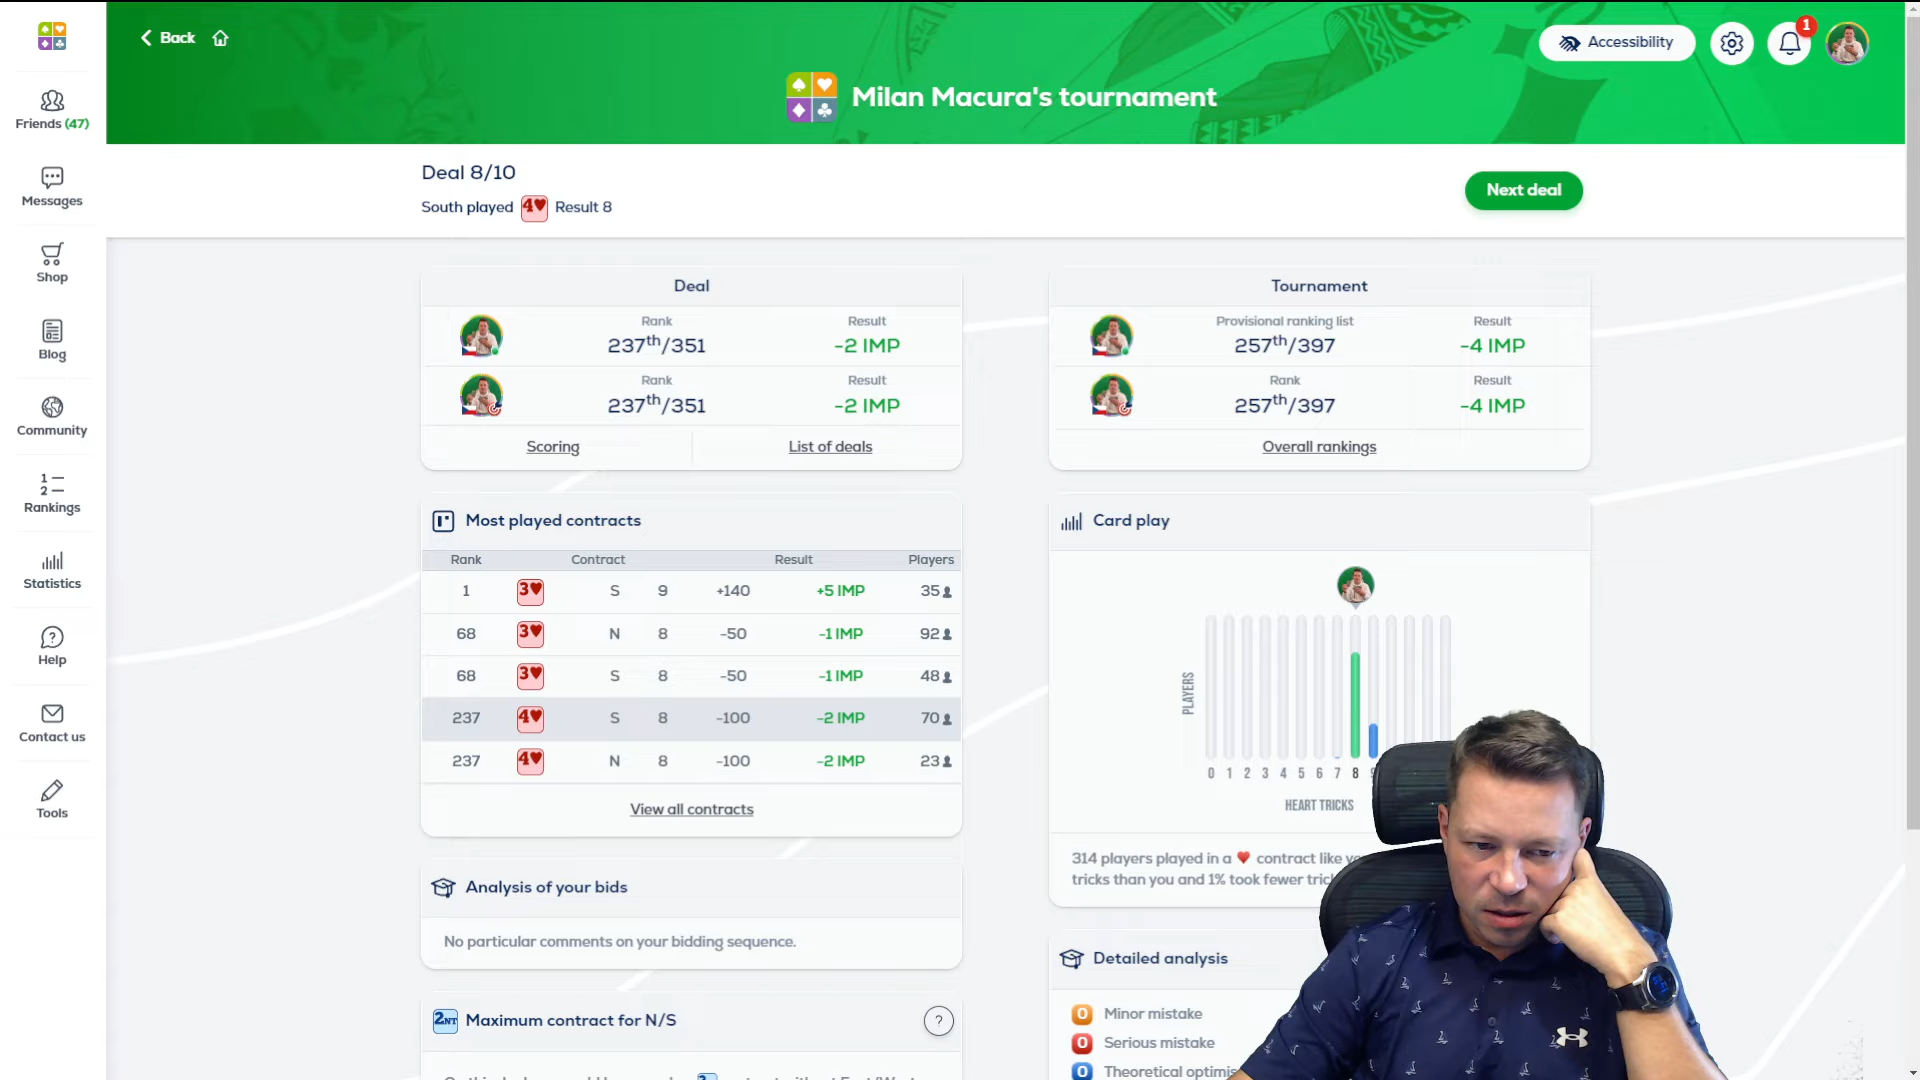 Back
Accessibility
1
Milan Macura's tournament
Friends (47)
Messages
Shop
Blog
Community
Rankings
Statistics
Help
Contact us
Tools
Deal 8/10
South played 4♥ Result 8
Next deal
Deal
Rank Result
237th/351 -2 IMP
Rank Result
237th/351 -2 IMP
Scoring List of deals
Tournament
Provisional ranking list Result
257th/397 -4 IMP
Rank Result
257th/397 -4 IMP
Overall rankings
Most played contracts
Rank Contract Result Players
1 3♥ S 9 +140 +5 IMP 35
68 3♥ N 8 -50 -1 IMP 92
68 3♥ S 8 -50 -1 IMP 48
237 4♥ S 8 -100 -2 IMP 70
237 4♥ N 8 -100 -2 IMP 23
View all contracts
Card play
PLAYERS
0 1 2 3 4 5 6 7 8
HEART TRICKS
314 players played in a ♥ contract like
tricks than you and 1% took fewer
Analysis of your bids
No particular comments on your bidding sequence.
Detailed analysis
0 Minor mistake
0 Serious mistake
0 Theoretical
2NT Maximum contract for N/S ?